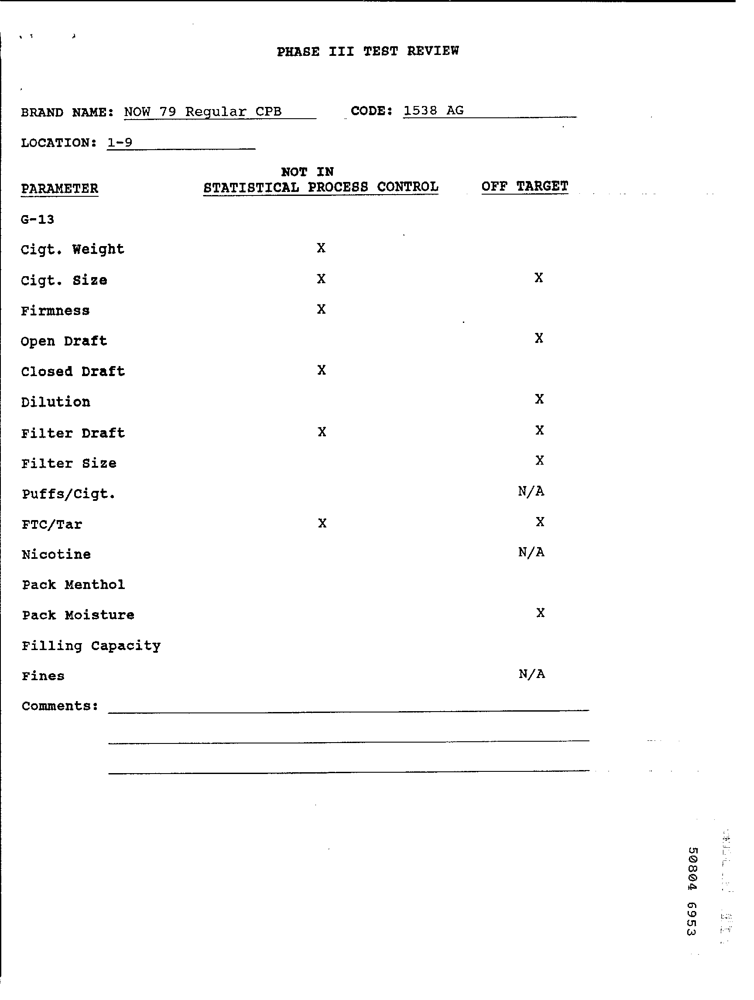 PHASE III TEST REVIEW
BRAND NAME: NOW 79 Regular CPB CODE: 1538 AG
LOCATION: 1-9
NOT IN
PARAMETER STATISTICAL PROCESS CONTROL OFF TARGET
G-13
Cigt. Weight X
Cigt. Size X X
Firmness X
Open Draft X
Closed Draft X
Dilution X
Filter Draft X X
Filter Size X
Puffs/Cigt. N/A
FTC/Tar X X
Nicotine N/A
Pack Menthol
Pack Moisture X
Filling Capacity
Fines N/A
Comments:
50804 6953